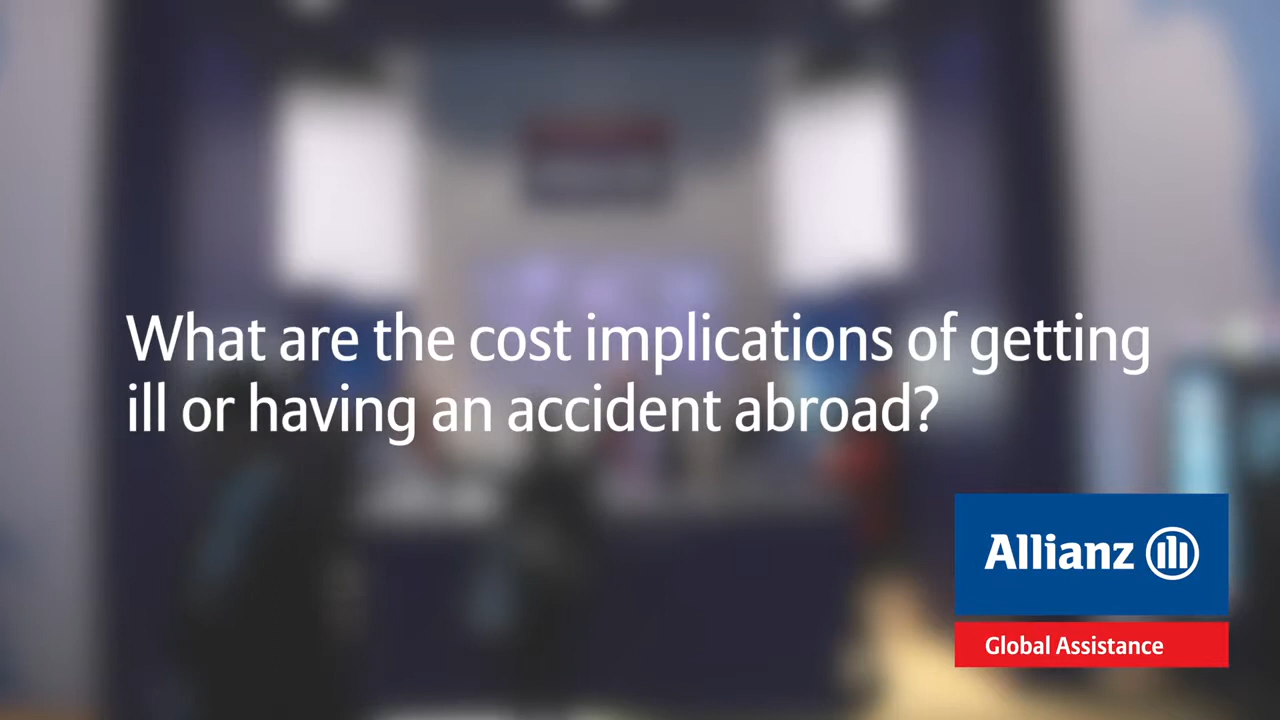 What are the cost implications of getting
ill or having an accident abroad?
Allianz
Global Assistance